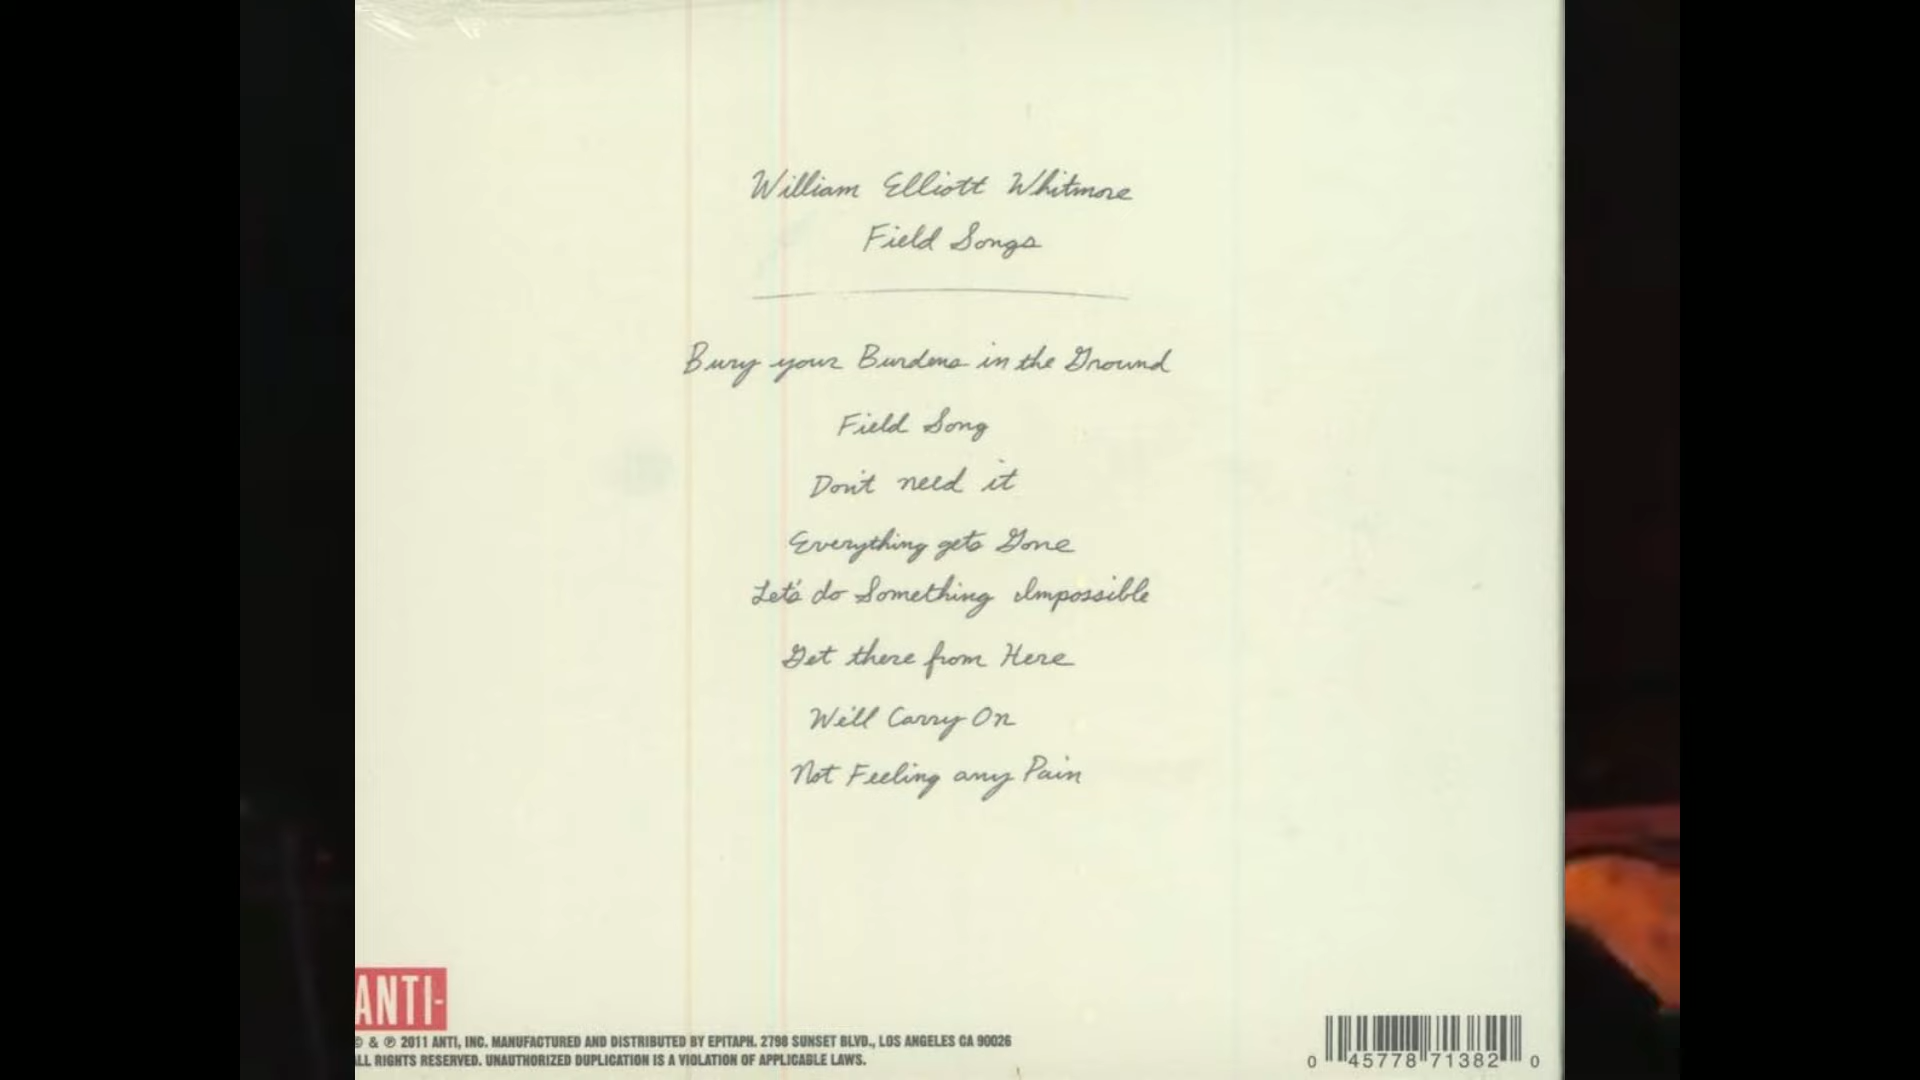 William Elliott Whitmore
Field Songs
Bury your Burdens in the Ground
Field Song
Don't need it
Everything gets Gone
Let's do Something Impossible
Get there from Here
We'll Carry On
Not Feeling any Pain
ANTI-
© & ℗ 2011 ANTI, INC. MANUFACTURED AND DISTRIBUTED BY EPITAPH. 2798 SUNSET BLVD., LOS ANGELES CA 90026
ALL RIGHTS RESERVED. UNAUTHORIZED DUPLICATION IS A VIOLATION OF APPLICABLE LAWS.
0 45778 71382 0